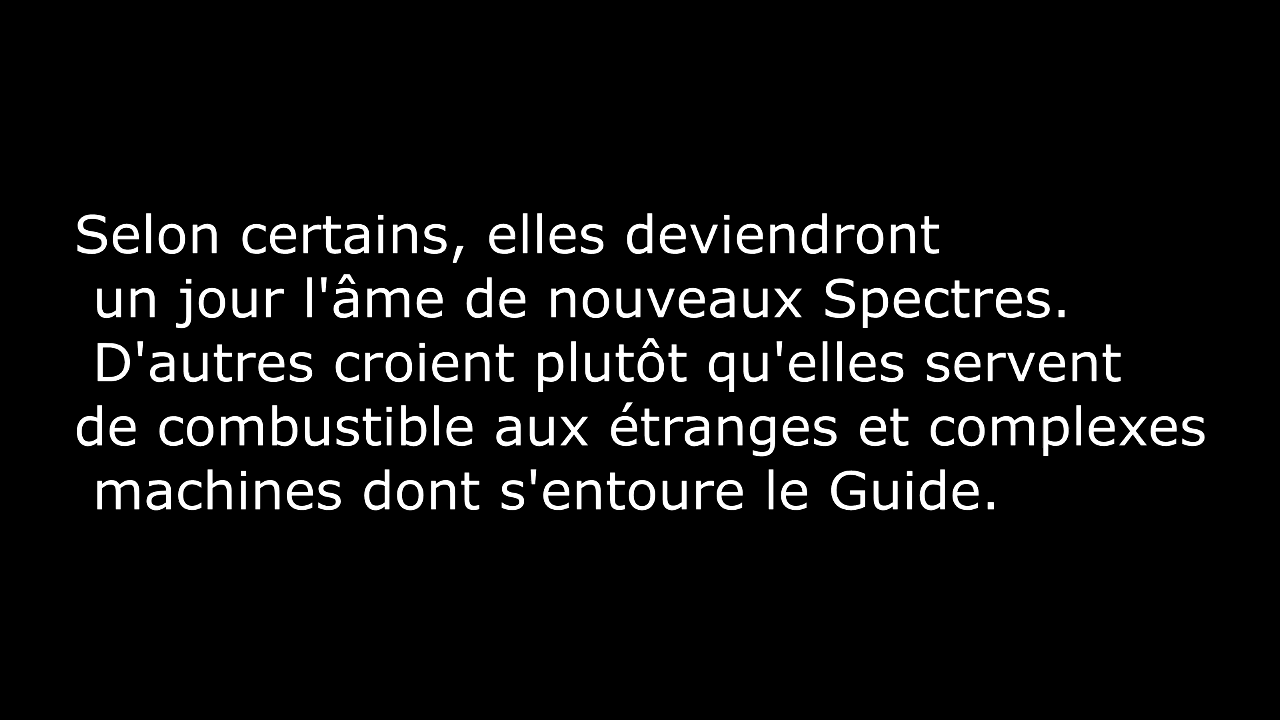 Selon certains, elles deviendront
un jour l'âme de nouveaux Spectres.
D'autres croient plutôt qu'elles servent
de combustible aux étranges et complexes
machines dont s'entoure le Guide.